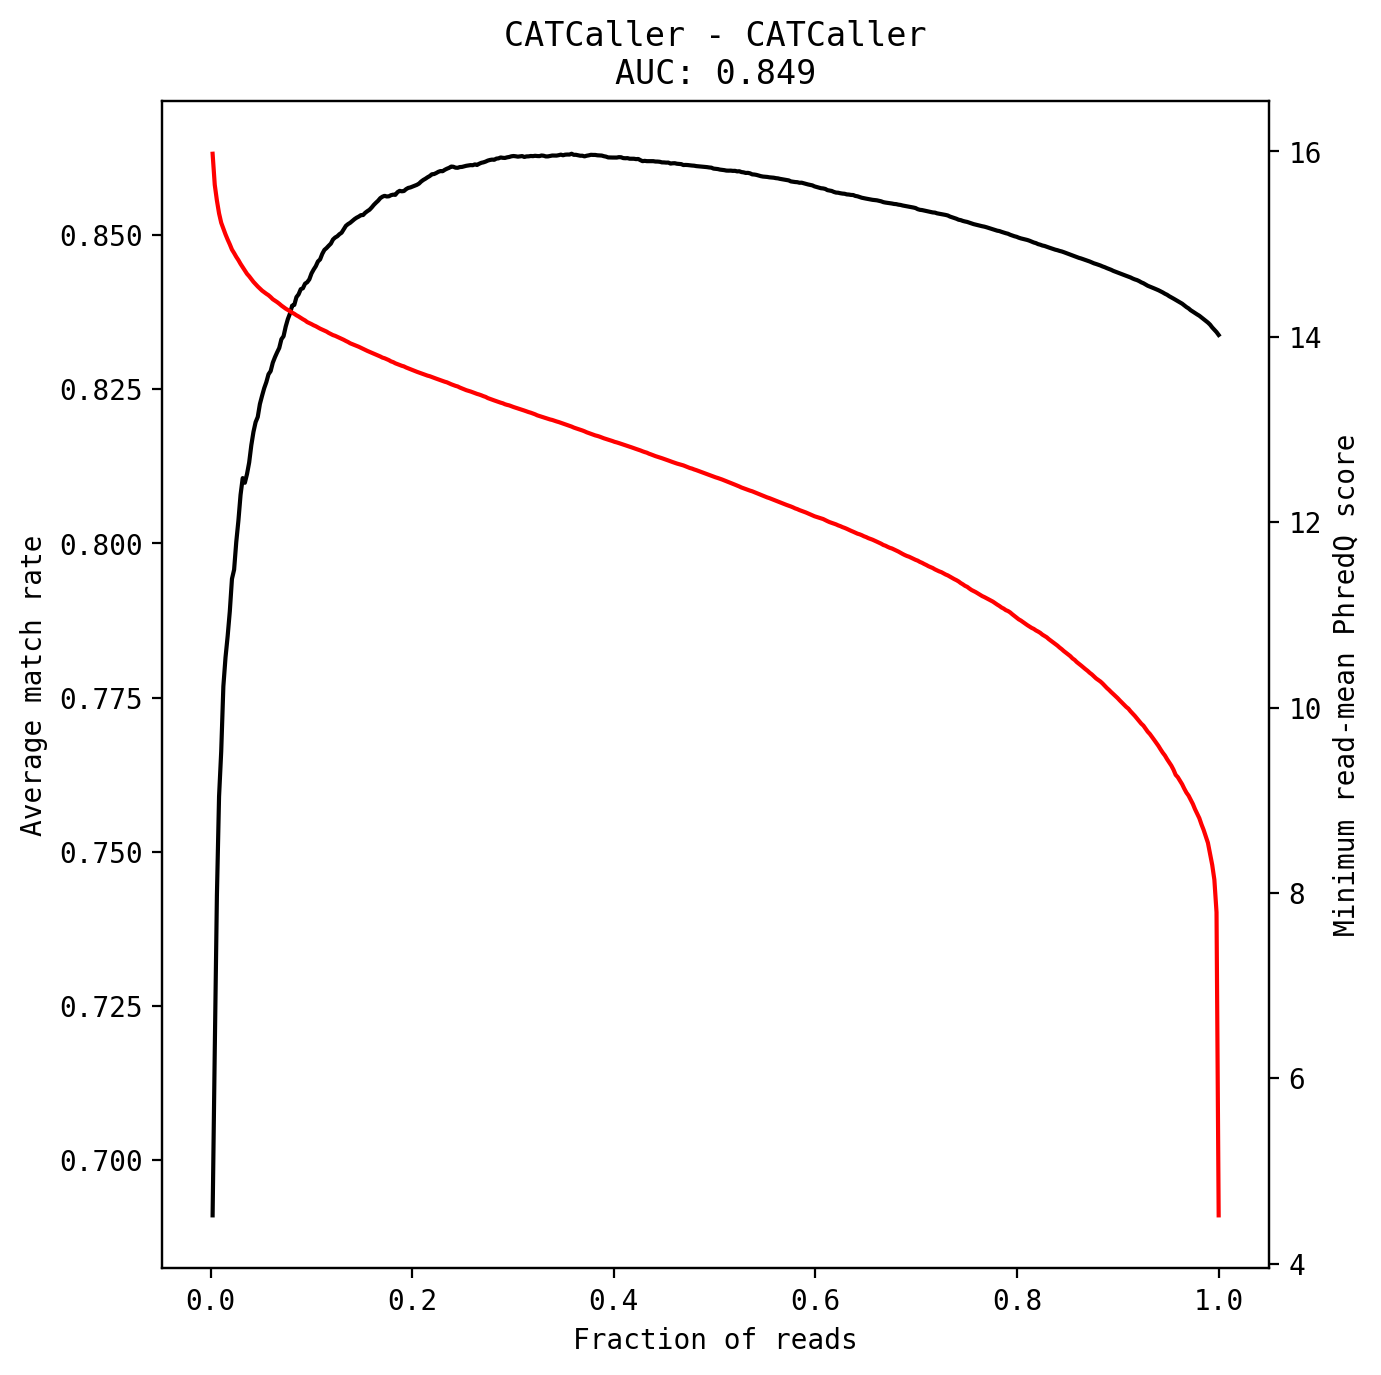 CATCaller - CATCaller
AUC: 0.849
Average match rate
0.850
0.825
0.800
0.775
0.750
0.725
0.700
16
14
12
10
8
6
4
Minimum read-mean PhredQ score
0.0 0.2 0.4 0.6 0.8 1.0
Fraction of reads